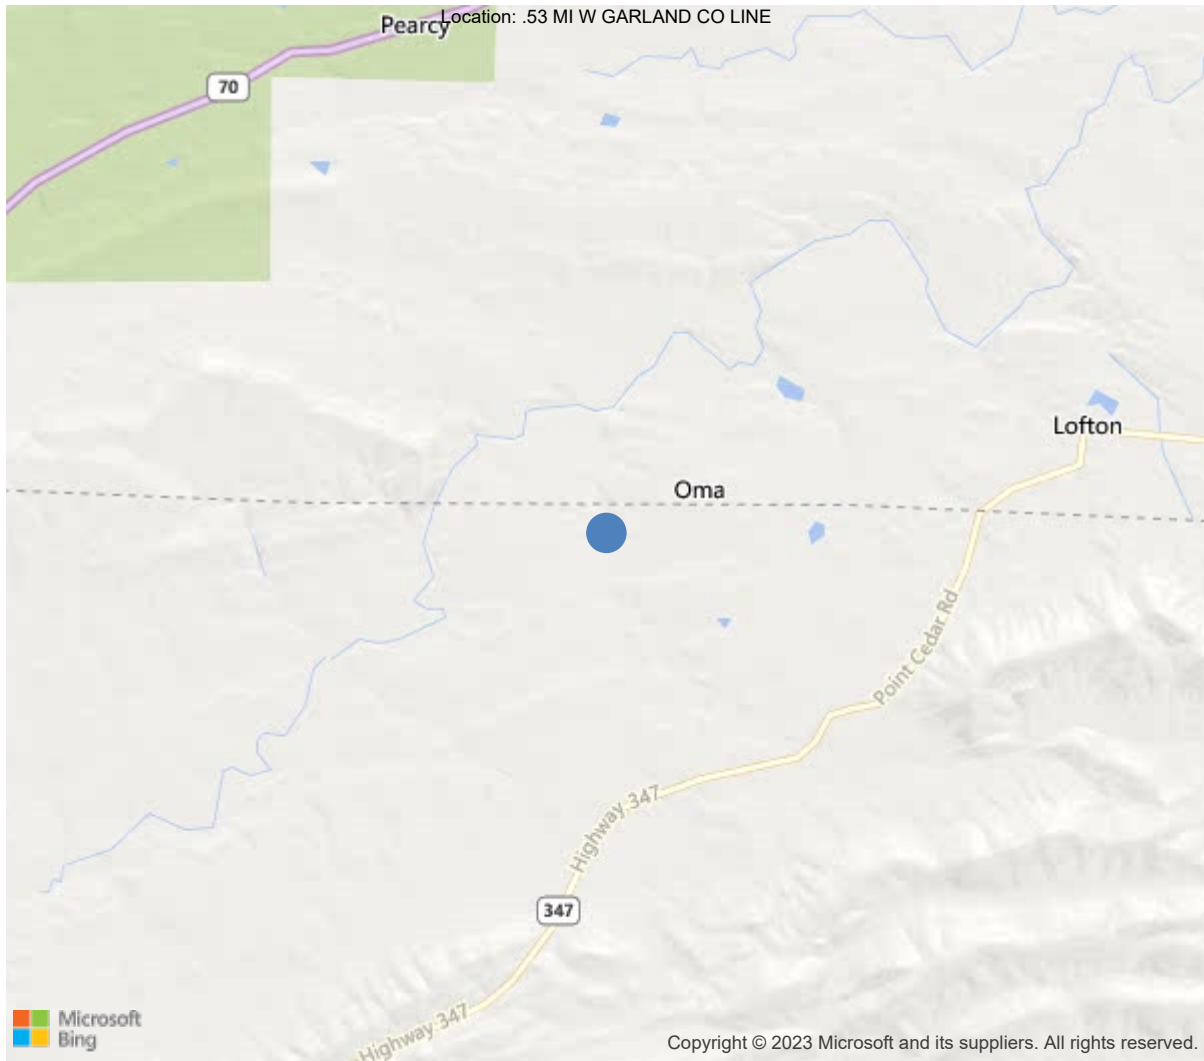 Location: .53 MI W GARLAND CO LINE
Pearcy
70
Lofton
Oma
Point Cedar Rd
Highway 347
347
Highway 347
Microsoft
Bing
Copyright © 2023 Microsoft and its suppliers. All rights reserved.